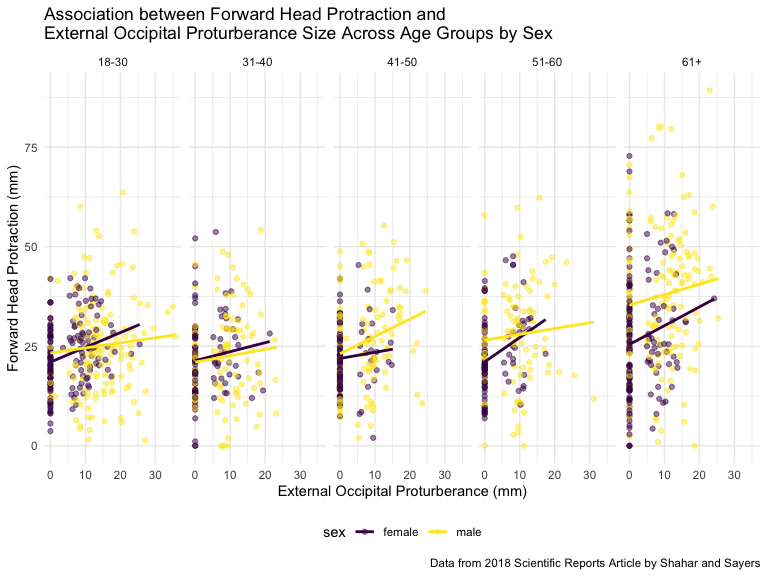 Association between Forward Head Protraction and
External Occipital Proturberance Size Across Age Groups by Sex
18-30 31-40 41-50 51-60 61+
75
50
25
0
Forward Head Protraction (mm)
0 10 20 30 0 10 20 30 0 10 20 30 0 10 20 30 0 10 20 30
External Occipital Proturberance (mm)
sex female male
Data from 2018 Scientific Reports Article by Shahar and Sayers